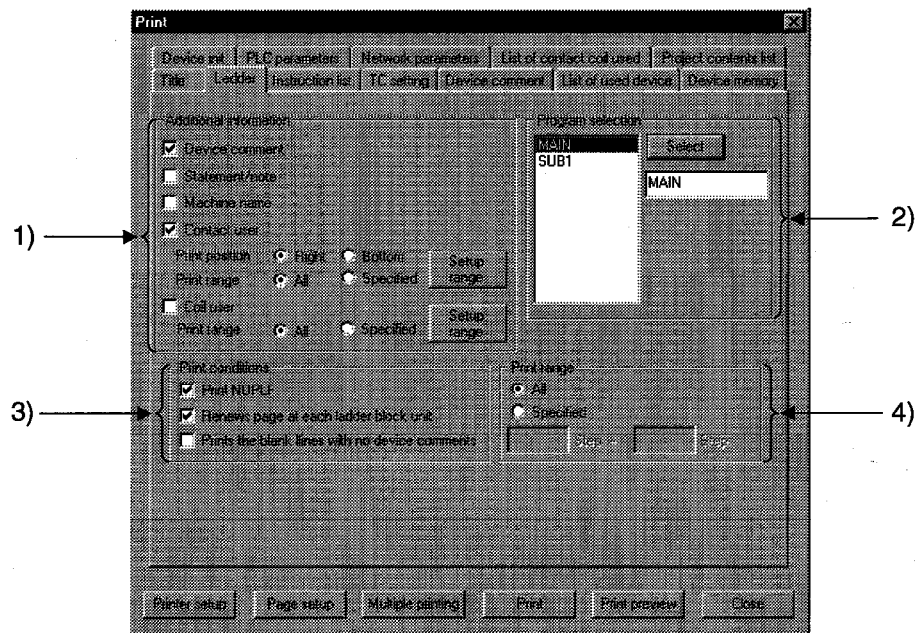 Print
Device init PLC parameters Network parameters List of contact coil used Project contents list
Title Ladder Instruction list TC setting Device comment List of used device Device memory
Additional information
Device comment
Statement/note
Machine name
Contact user
Print position Right Bottom
Print range All Specified
Setup range
Coil user
Print range All Specified
Setup range
1)
Program selection
MAIN
SUB1
Select
MAIN
2)
Print conditions
Print NOPLF
Renews page at each ladder block unit
Prints the blank lines with no device comments
3)
Print range
All
Specified
Step - Step
4)
Printer setup Page setup Multiple printing Print Print preview Close